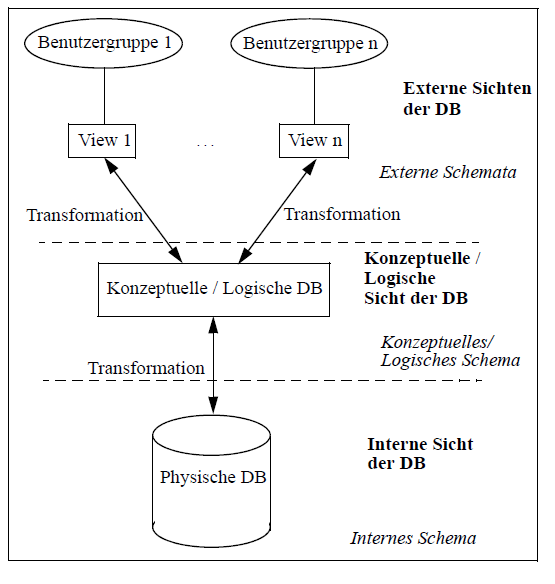 Benutzergruppe 1
Benutzergruppe n
Externe Sichten
der DB
View 1
...
View n
Externe Schemata
Transformation
Transformation
Konzeptuelle /
Logische
Sicht der DB
Konzeptuelle / Logische DB
Konzeptuelles/
Logisches Schema
Transformation
Interne Sicht
der DB
Physische DB
Internes Schema